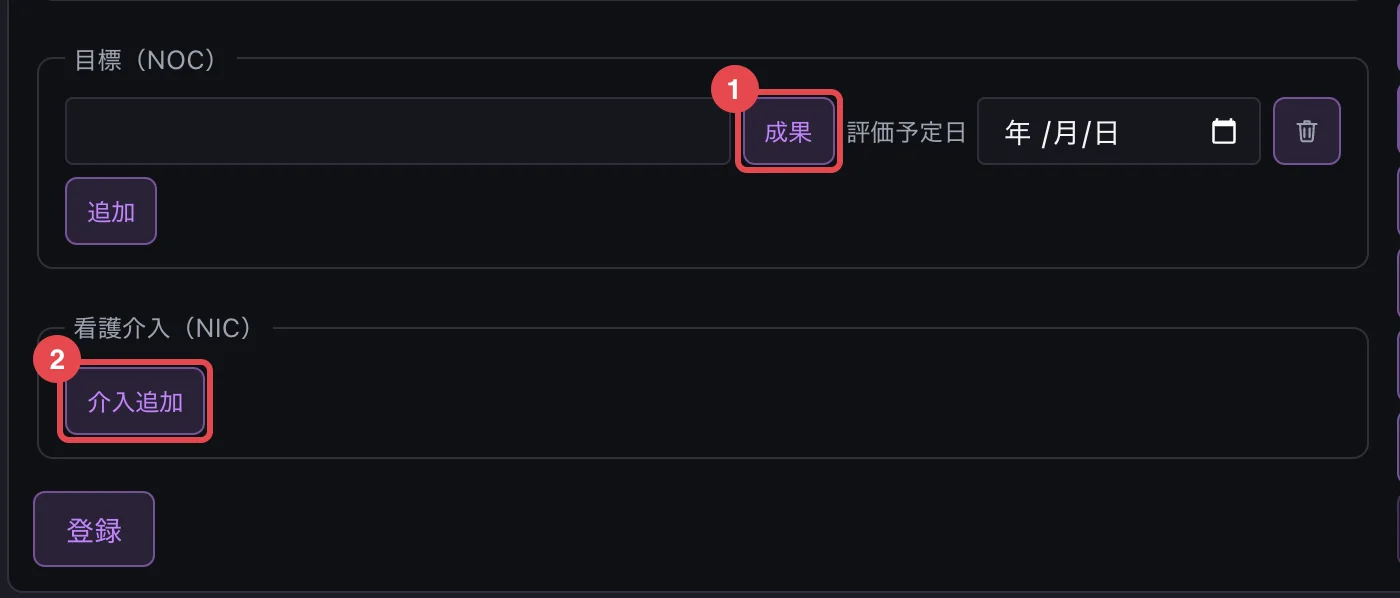 目標（NOC）
1
成果 評価予定日 年 /月/日
追加
看護介入（NIC）
2
介入追加
登録